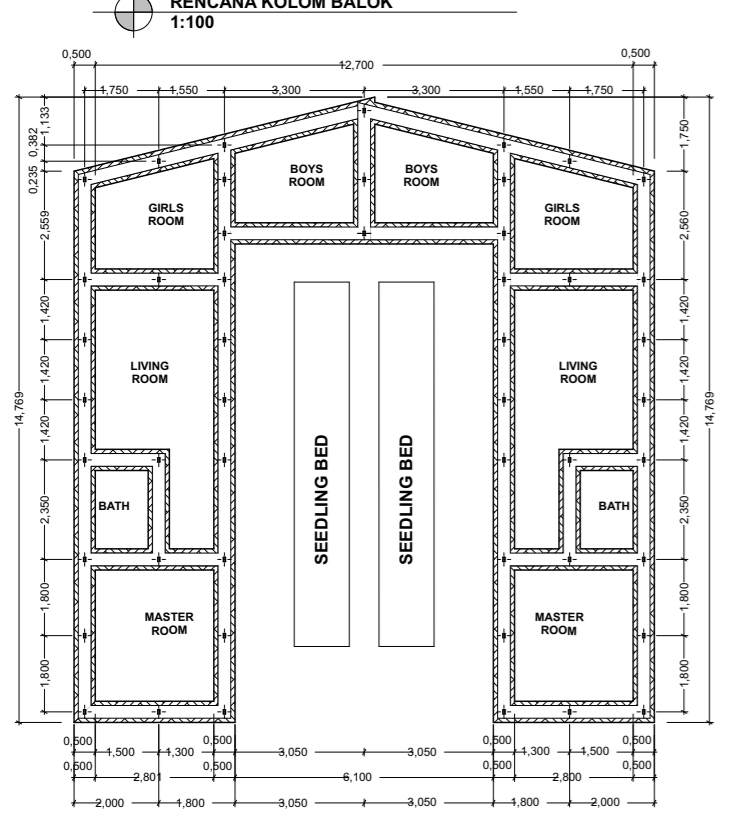 RENCANA KOLOM BALOK
1:100
0,500
12,700
0,500
1,750
1,550
3,300
3,300
1,550
1,750
1,133
0,382
0,235
2,559
1,420
1,420
1,420
2,350
1,800
1,800
14,769
1,750
2,560
1,420
1,420
1,420
2,350
1,800
1,800
14,769
BOYS
ROOM
BOYS
ROOM
GIRLS
ROOM
GIRLS
ROOM
LIVING
ROOM
LIVING
ROOM
SEEDLING BED
SEEDLING BED
BATH
BATH
MASTER
ROOM
MASTER
ROOM
0,500
1,500
1,300
0,500
3,050
3,050
0,500
1,300
1,500
0,500
0,500
2,801
0,500
6,100
0,500
2,800
0,500
2,000
1,800
3,050
3,050
1,800
2,000